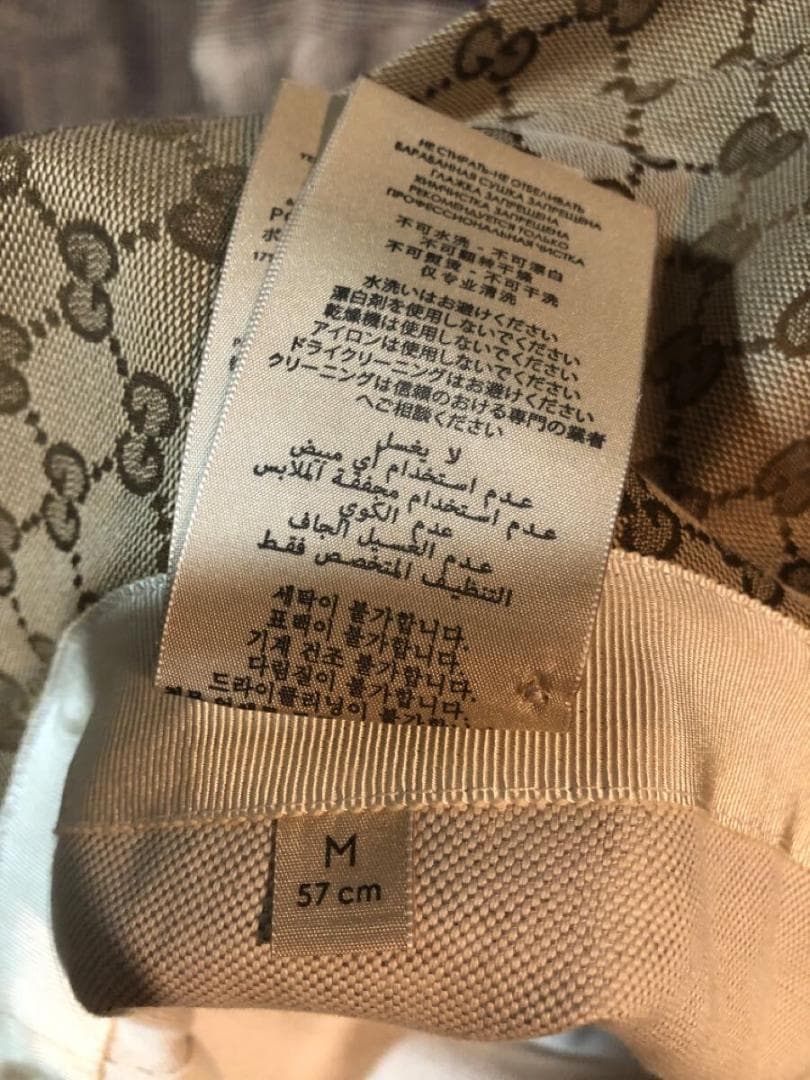 НЕ СТИРАТЬ-НЕ ОТБЕЛИВАТЬ
БАРАБАННАЯ СУШКА ЗАПРЕЩЕНА
ГЛАЖКА ЗАПРЕЩЕНА
ХИМЧИСТКА ЗАПРЕЩЕНА
РЕКОМЕНДУЕТСЯ ТОЛЬКО
ПРОФЕССИОНАЛЬНАЯ ЧИСТКА
不可水洗 - 不可漂白
不可翻转干燥
不可熨烫 - 不可干洗
仅专业清洗
水洗いはお避けください
漂白剤を使用しないでください
乾燥機は使用しないでください
アイロンは使用しないでください
ドライクリーニングはお避けください
クリーニングは信頼のおける専門の業者
へご相談ください
لا يغسل
عدم استخدام أي مبيض
عدم استخدام مجففة الملابس
عدم الكوي
عدم الغسيل الجاف
التنظيف المتخصص فقط
세탁이 불가합니다.
표백이 불가합니다.
기계 건조 불가합니다.
다림질이 불가합니다.
드라이클리닝이 불가합니다.
M
57 cm